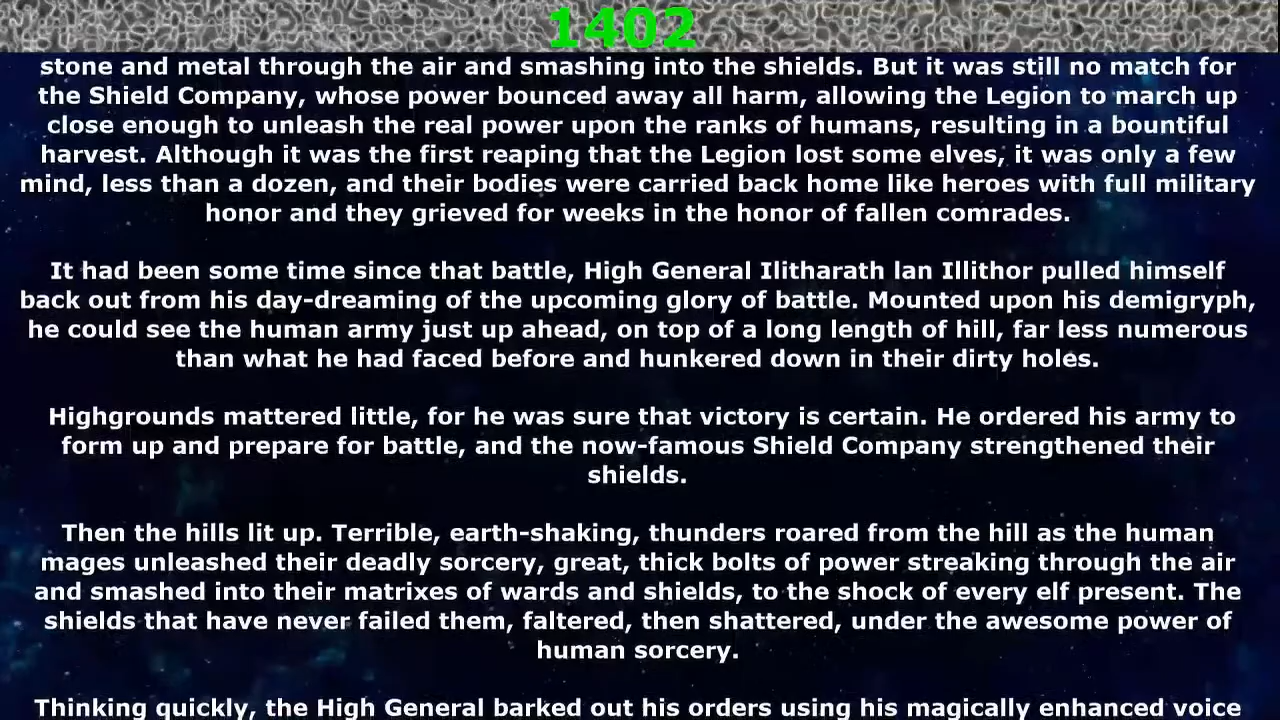 1402
stone and metal through the air and smashing into the shields. But it was still no match for
the Shield Company, whose power bounced away all harm, allowing the Legion to march up
close enough to unleash the real power upon the ranks of humans, resulting in a bountiful
harvest. Although it was the first reaping that the Legion lost some elves, it was only a few
mind, less than a dozen, and their bodies were carried back home like heroes with full military
honor and they grieved for weeks in the honor of fallen comrades.
It had been some time since that battle, High General Ilitharath lan Illithor pulled himself
back out from his day-dreaming of the upcoming glory of battle. Mounted upon his demigryph,
he could see the human army just up ahead, on top of a long length of hill, far less numerous
than what he had faced before and hunkered down in their dirty holes.
Highgrounds mattered little, for he was sure that victory is certain. He ordered his army to
form up and prepare for battle, and the now-famous Shield Company strengthened their
shields.
Then the hills lit up. Terrible, earth-shaking, thunders roared from the hill as the human
mages unleashed their deadly sorcery, great, thick bolts of power streaking through the air
and smashed into their matrixes of wards and shields, to the shock of every elf present. The
shields that have never failed them, faltered, then shattered, under the awesome power of
human sorcery.
Thinking quickly, the High General barked out his orders using his magically enhanced voice